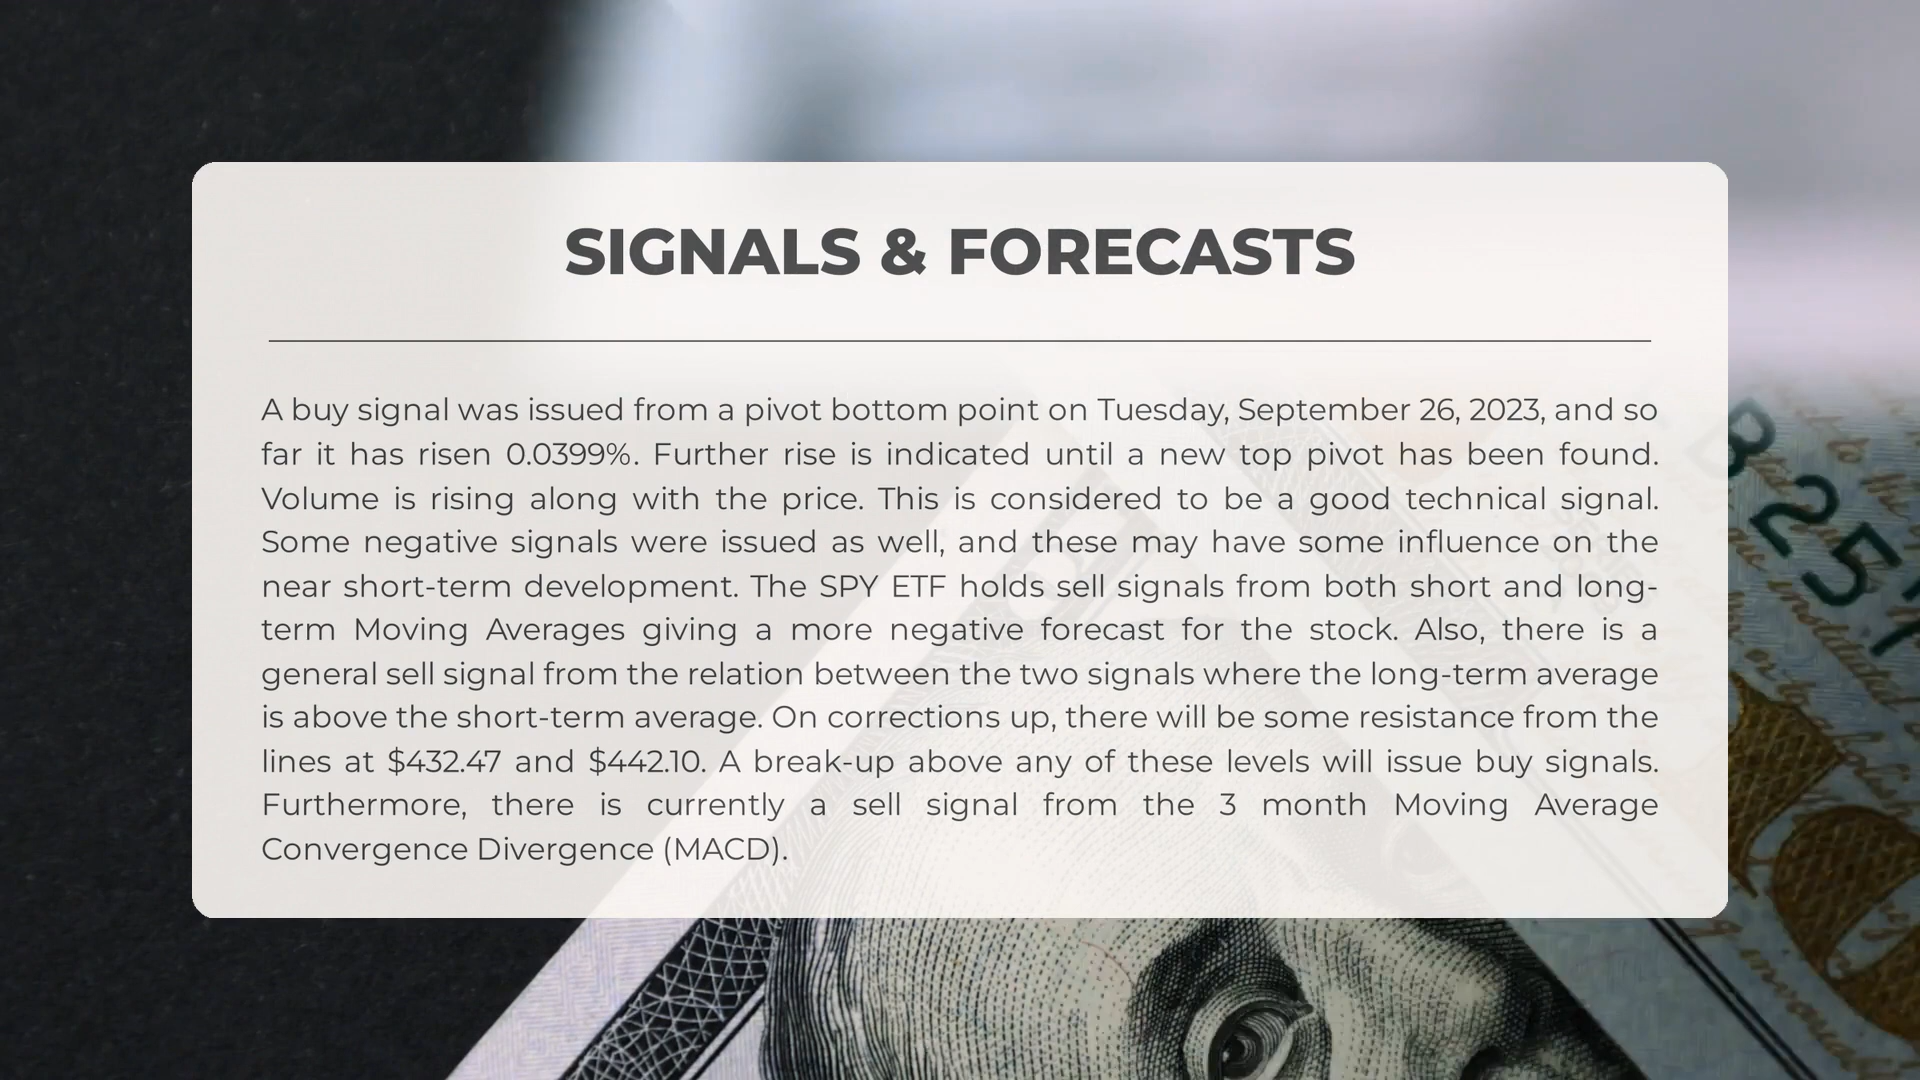 SIGNALS & FORECASTS
A buy signal was issued from a pivot bottom point on Tuesday, September 26, 2023, and so
far it has risen 0.0399%. Further rise is indicated until a new top pivot has been found.
Volume is rising along with the price. This is considered to be a good technical signal.
Some negative signals were issued as well, and these may have some influence on the
near short-term development. The SPY ETF holds sell signals from both short and long-
term Moving Averages giving a more negative forecast for the stock. Also, there is a
general sell signal from the relation between the two signals where the long-term average
is above the short-term average. On corrections up, there will be some resistance from the
lines at $432.47 and $442.10. A break-up above any of these levels will issue buy signals.
Furthermore, there is currently a sell signal from the 3 month Moving Average
Convergence Divergence (MACD).